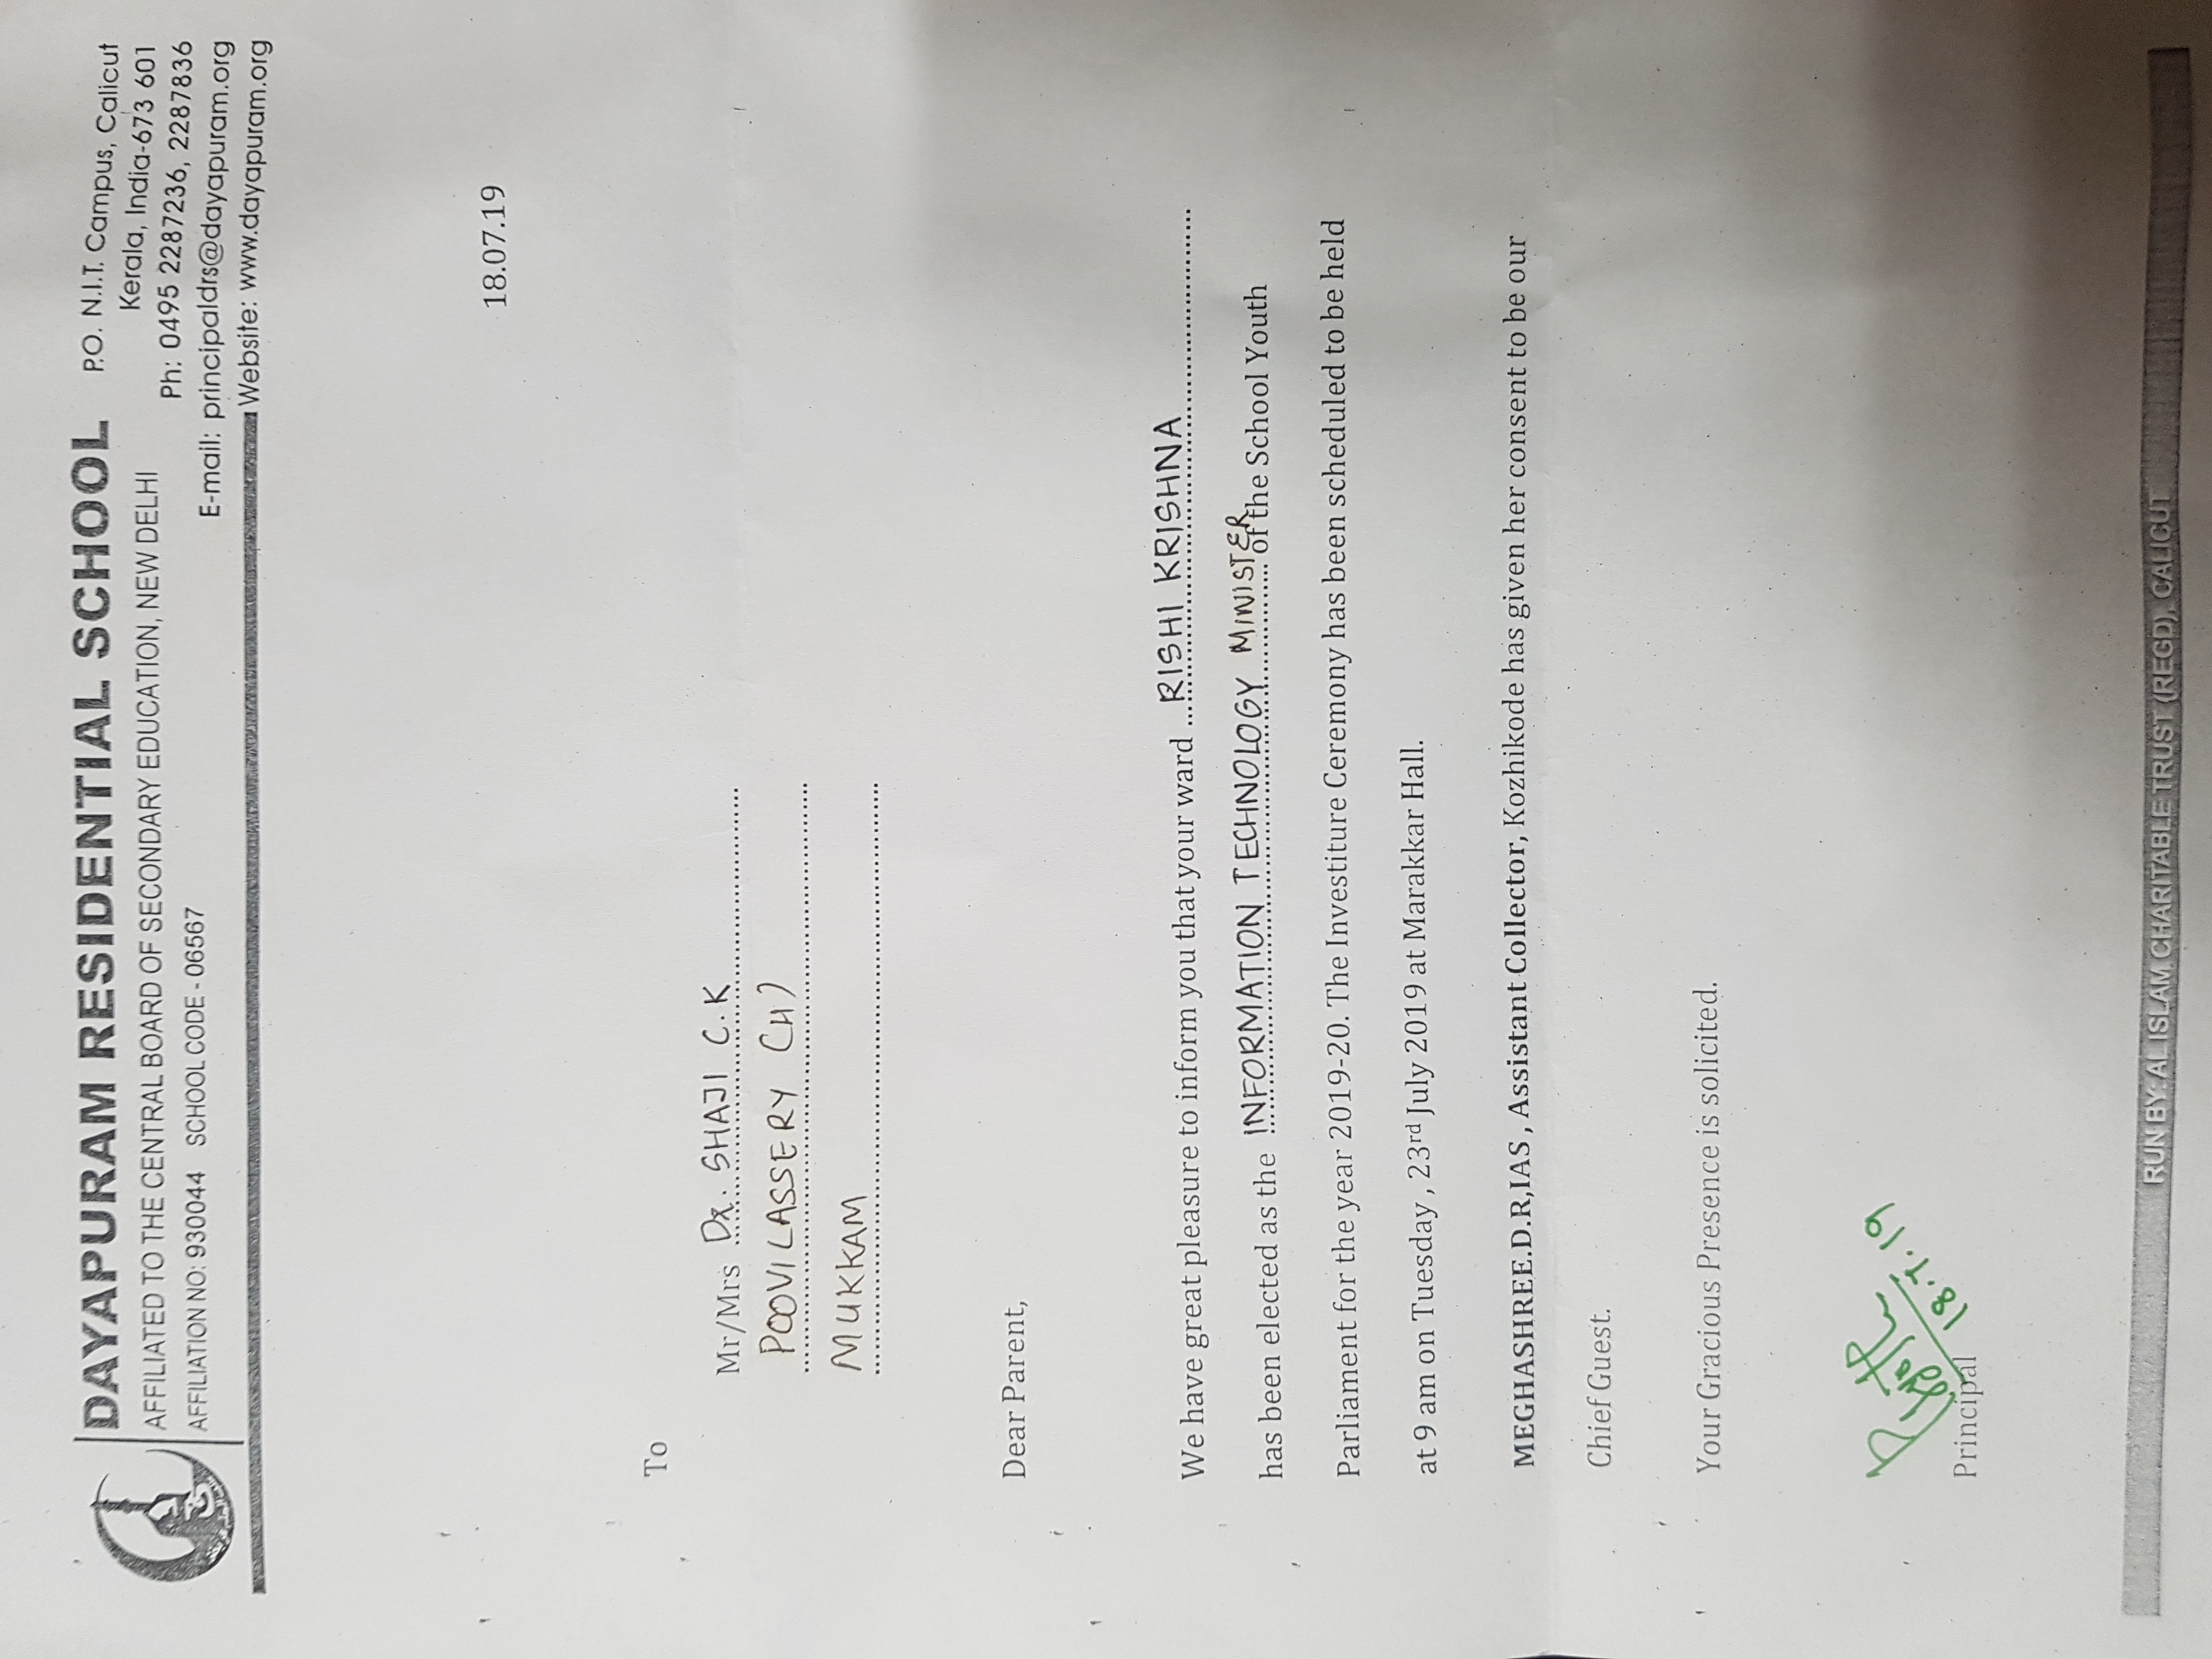 DAYAPURAM RESIDENTIAL SCHOOL
AFFILIATED TO THE CENTRAL BOARD OF SECONDARY EDUCATION, NEW DELHI
AFFILIATION NO: 930044 SCHOOL CODE - 06567
P.O. N.I.T. Campus, Calicut
Kerala, India-673 601
Ph: 0495 2287236, 2287836
E-mail: principaldrs@dayapuram.org
Website: www.dayapuram.org
18.07.19
To
Mr/Mrs Dr. SHAJI C.K
POOVILASSERY (H)
MUKKAM
Dear Parent,
We have great pleasure to inform you that your ward RISHI KRISHNA
has been elected as the INFORMATION TECHNOLOGY MINISTER of the School Youth
Parliament for the year 2019-20. The Investiture Ceremony has been scheduled to be held
at 9 am on Tuesday , 23rd July 2019 at Marakkar Hall.
MEGHASHREE.D.R,IAS , Assistant Collector, Kozhikode has given her consent to be our
Chief Guest.
Your Gracious Presence is solicited.
18.7.19
Principal
RUN BY: AL ISLAM CHARITABLE TRUST (REGD), CALICUT